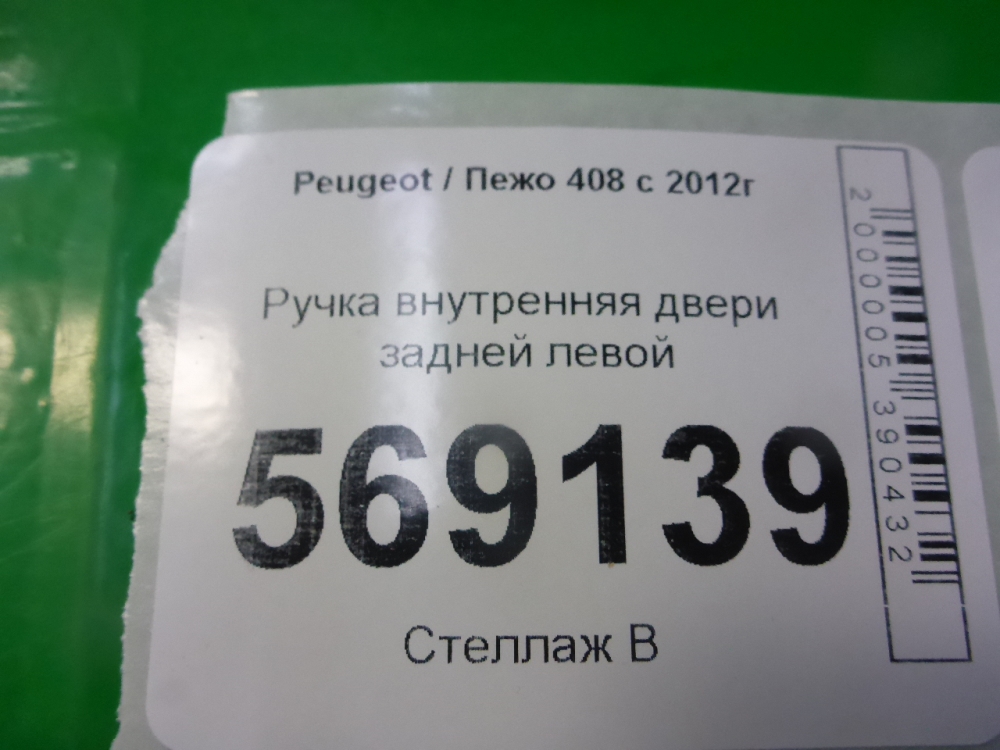 Peugeot / Пежо 408 с 2012г
Ручка внутренняя двери
задней левой
569139
Стеллаж В
2000005390432